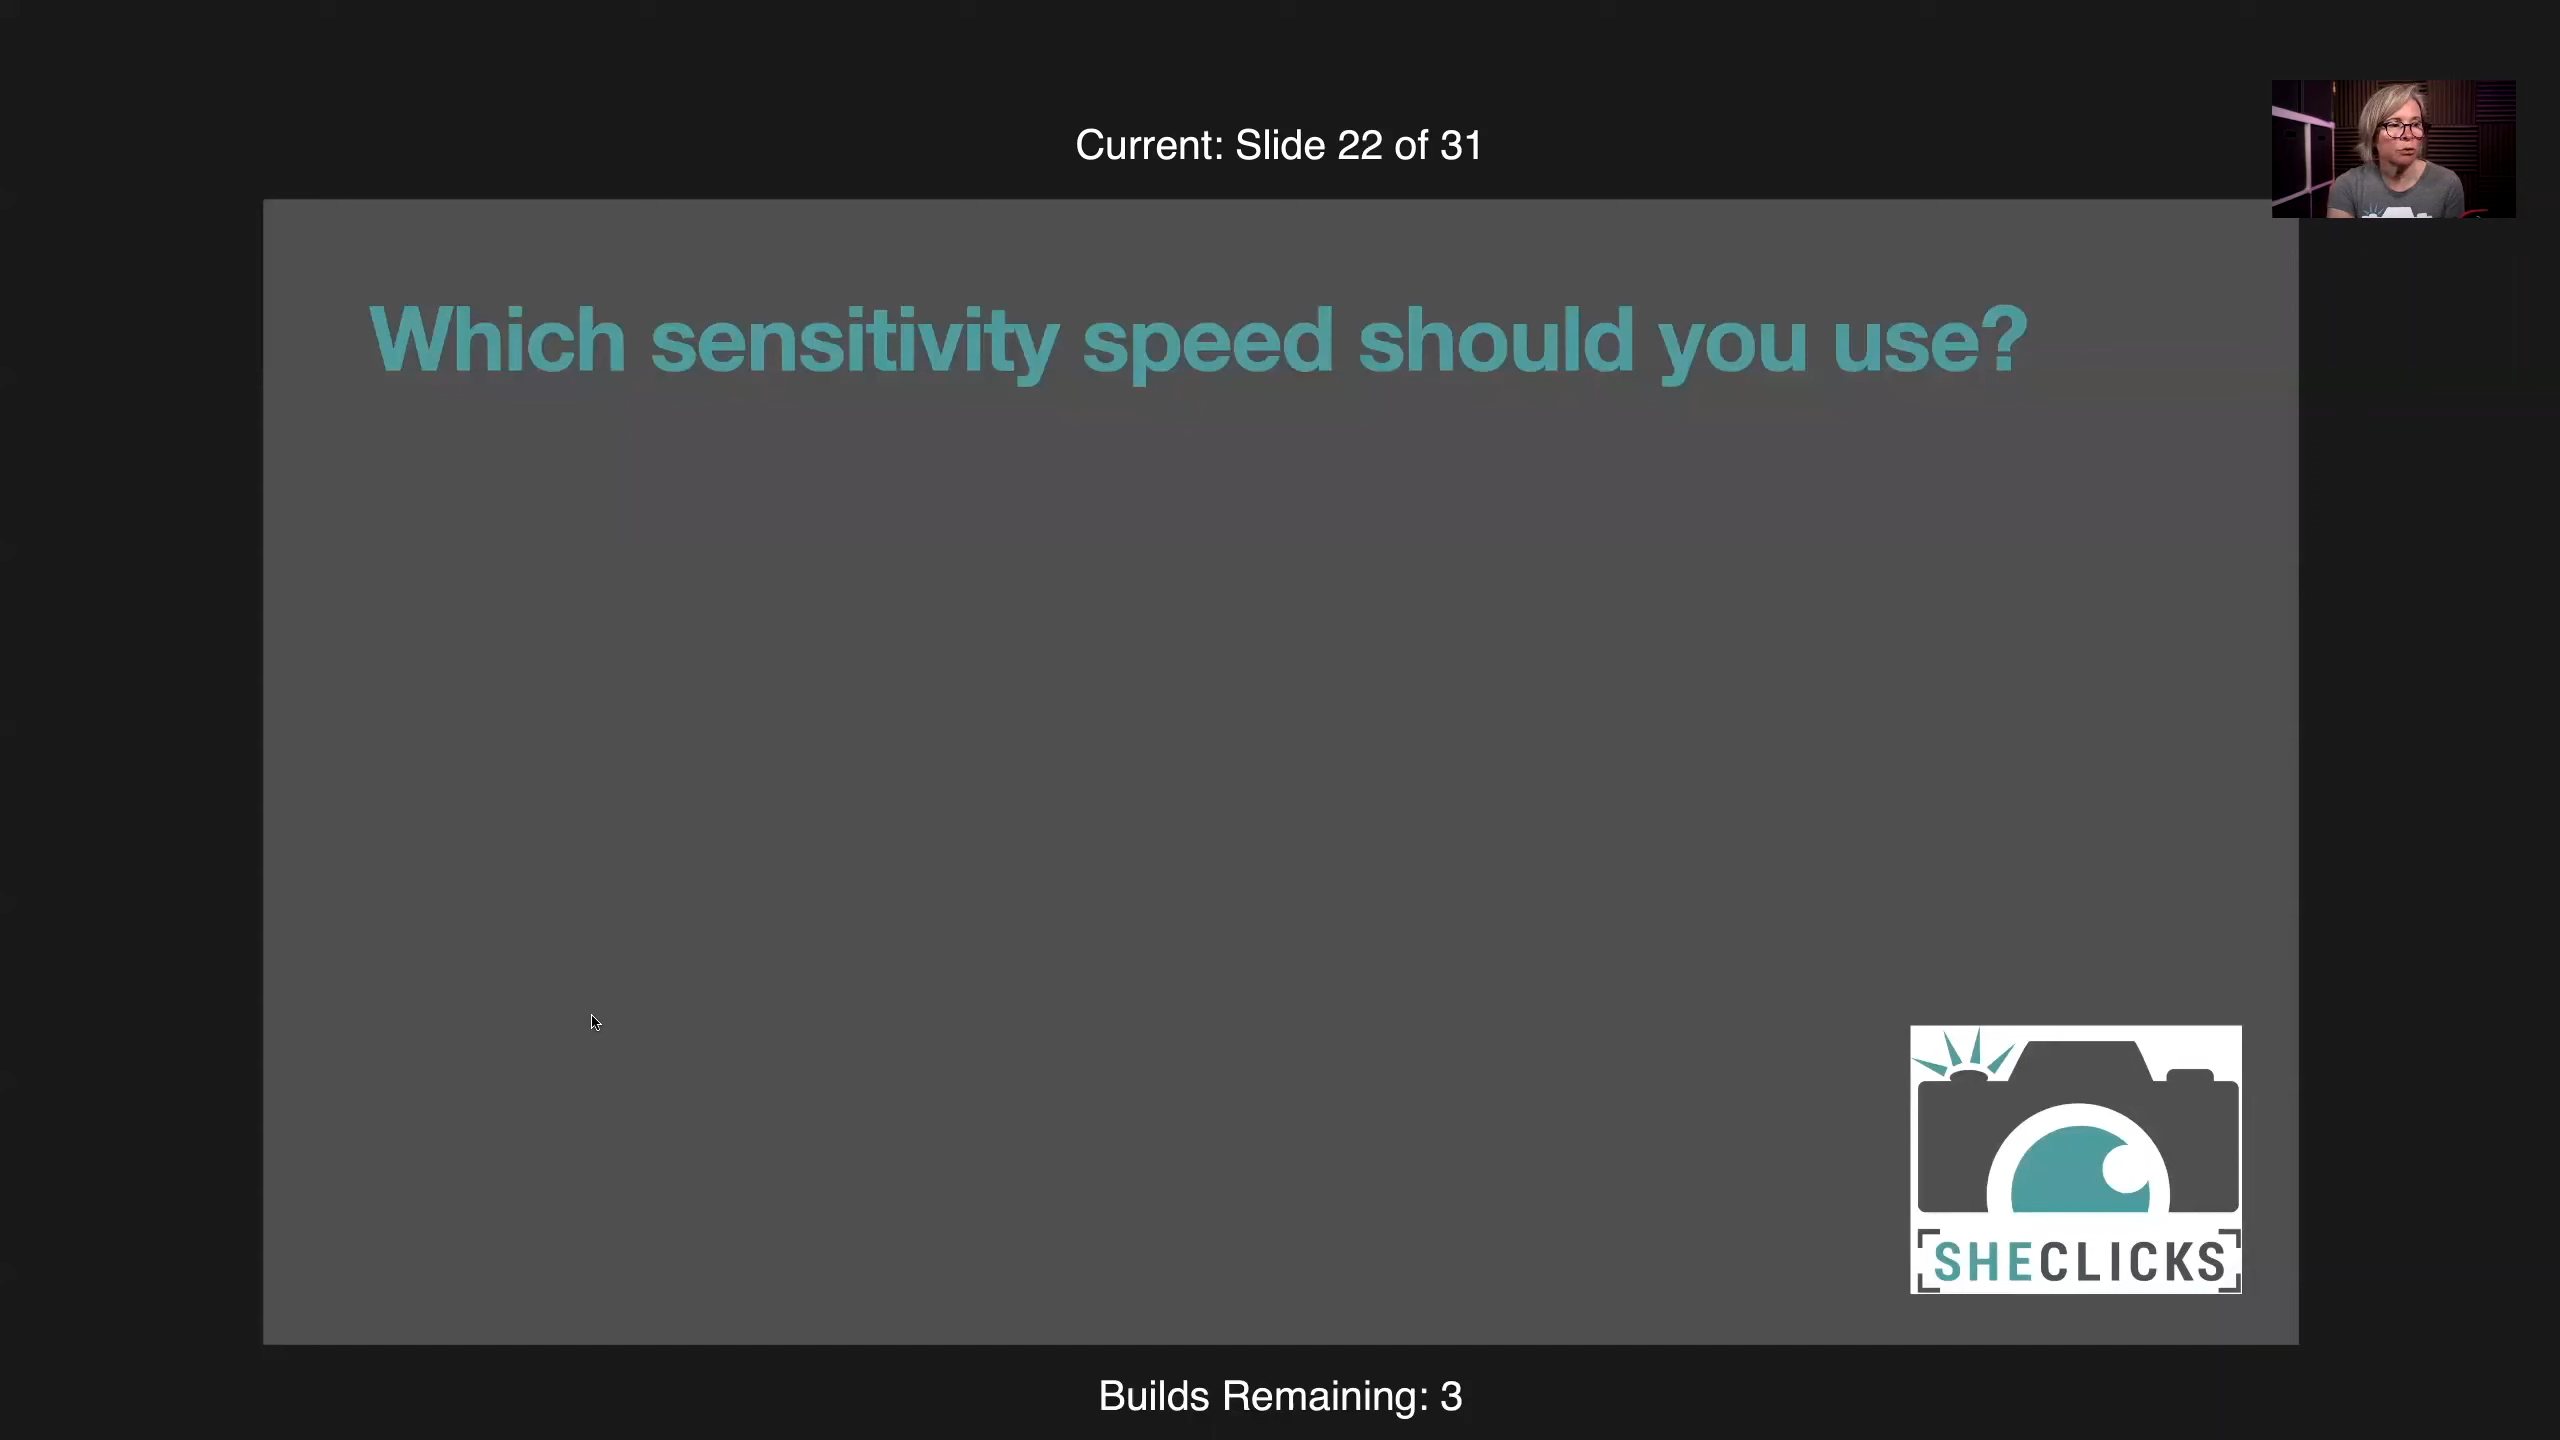 Current: Slide 22 of 31
Which sensitivity speed should you use?
SHECLICKS
Builds Remaining: 3